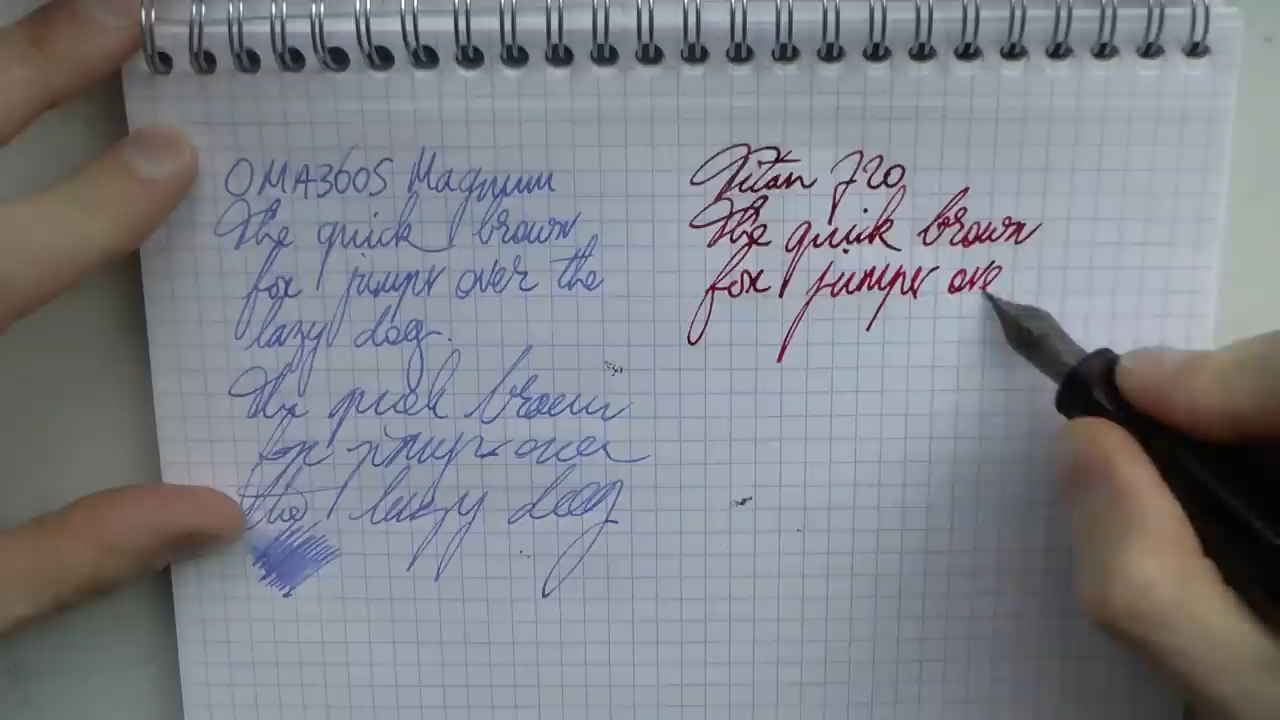 OMA360S Magnum
The quick brown
fox jumps over the
lazy dog.
The quick brown
fox jumps over
the lazy dog
Titan 720
The quick brown
fox jumps ove